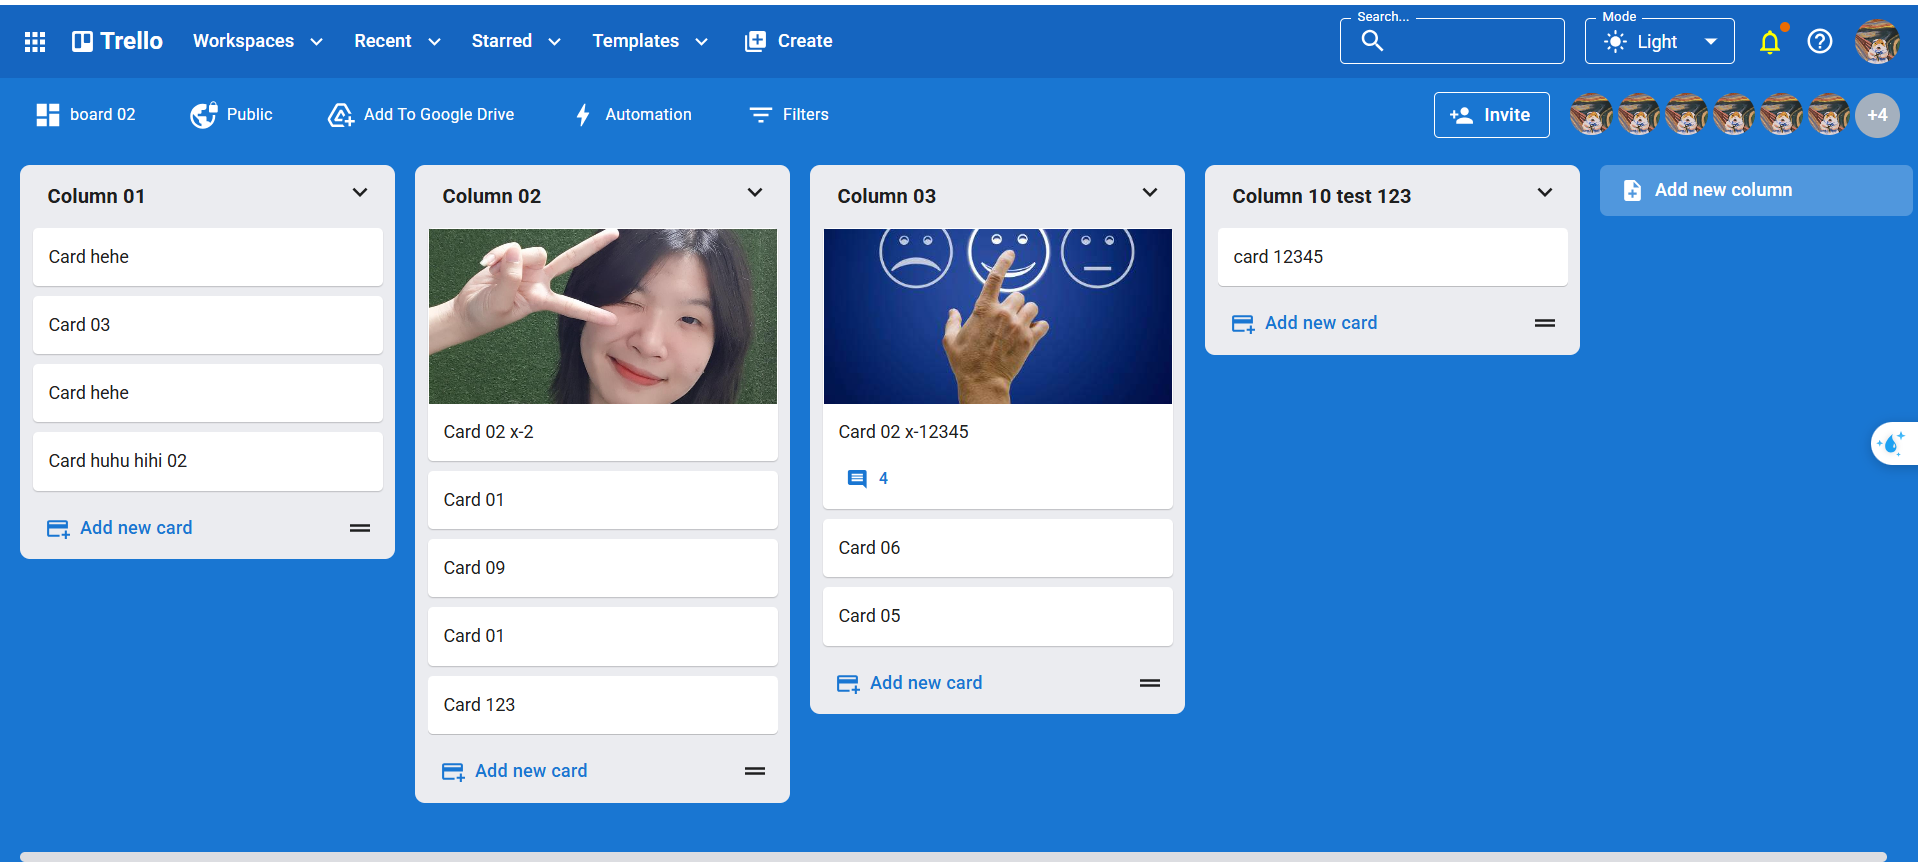 Trello Workspaces Recent Starred Templates Create Search... Mode Light
board 02 Public Add To Google Drive Automation Filters Invite +4
Column 01
Card hehe
Card 03
Card hehe
Card huhu hihi 02
Add new card
Column 02
Card 02 x-2
Card 01
Card 09
Card 01
Card 123
Add new card
Column 03
Card 02 x-12345
4
Card 06
Card 05
Add new card
Column 10 test 123
card 12345
Add new card
Add new column